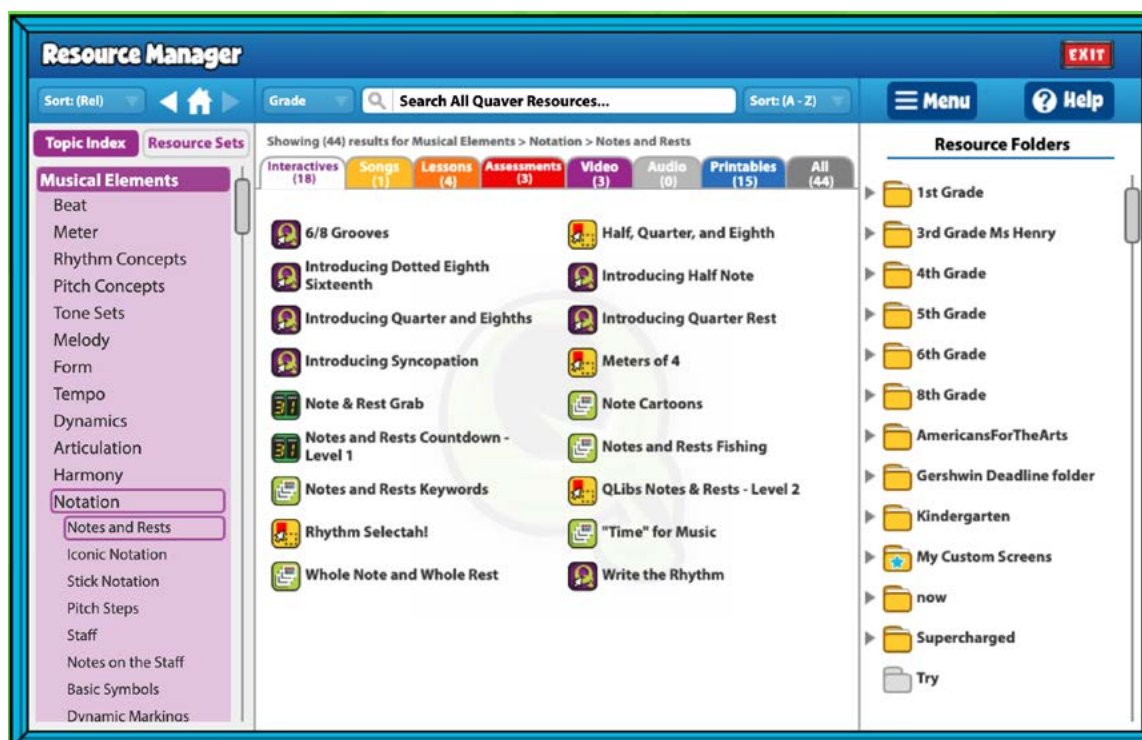 Resource Manager
EXIT
Sort: (Rel)
Grade
Search All Quaver Resources...
Sort: (A - Z)
Menu
Help
Topic Index
Resource Sets
Musical Elements
Beat
Meter
Rhythm Concepts
Pitch Concepts
Tone Sets
Melody
Form
Tempo
Dynamics
Articulation
Harmony
Notation
Notes and Rests
Iconic Notation
Stick Notation
Pitch Steps
Staff
Notes on the Staff
Basic Symbols
Dynamic Markings
Showing (44) results for Musical Elements > Notation > Notes and Rests
Interactives
(18)
Songs
(1)
Lessons
(4)
Assessments
(3)
Video
(3)
Audio
(0)
Printables
(15)
All
(44)
6/8 Grooves
Half, Quarter, and Eighth
Introducing Dotted Eighth
Sixteenth
Introducing Half Note
Introducing Quarter and Eighths
Introducing Quarter Rest
Introducing Syncopation
Meters of 4
Note & Rest Grab
Note Cartoons
Notes and Rests Countdown -
Level 1
Notes and Rests Fishing
Notes and Rests Keywords
QLibs Notes & Rests - Level 2
Rhythm Selectah!
"Time" for Music
Whole Note and Whole Rest
Write the Rhythm
Resource Folders
1st Grade
3rd Grade Ms Henry
4th Grade
5th Grade
6th Grade
8th Grade
AmericansForTheArts
Gershwin Deadline folder
Kindergarten
My Custom Screens
now
Supercharged
Try